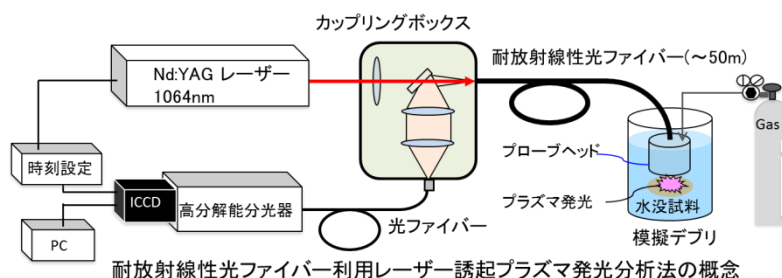 カップリングボックス
Nd:YAG レーザー
1064nm
耐放射線性光ファイバー(~50m)
Gas
時刻設定
ICCD
高分解能分光器
PC
光ファイバー
プローブヘッド
プラズマ発光
水没試料
模擬デブリ
耐放射線性光ファイバー利用レーザー誘起プラズマ発光分析法の概念